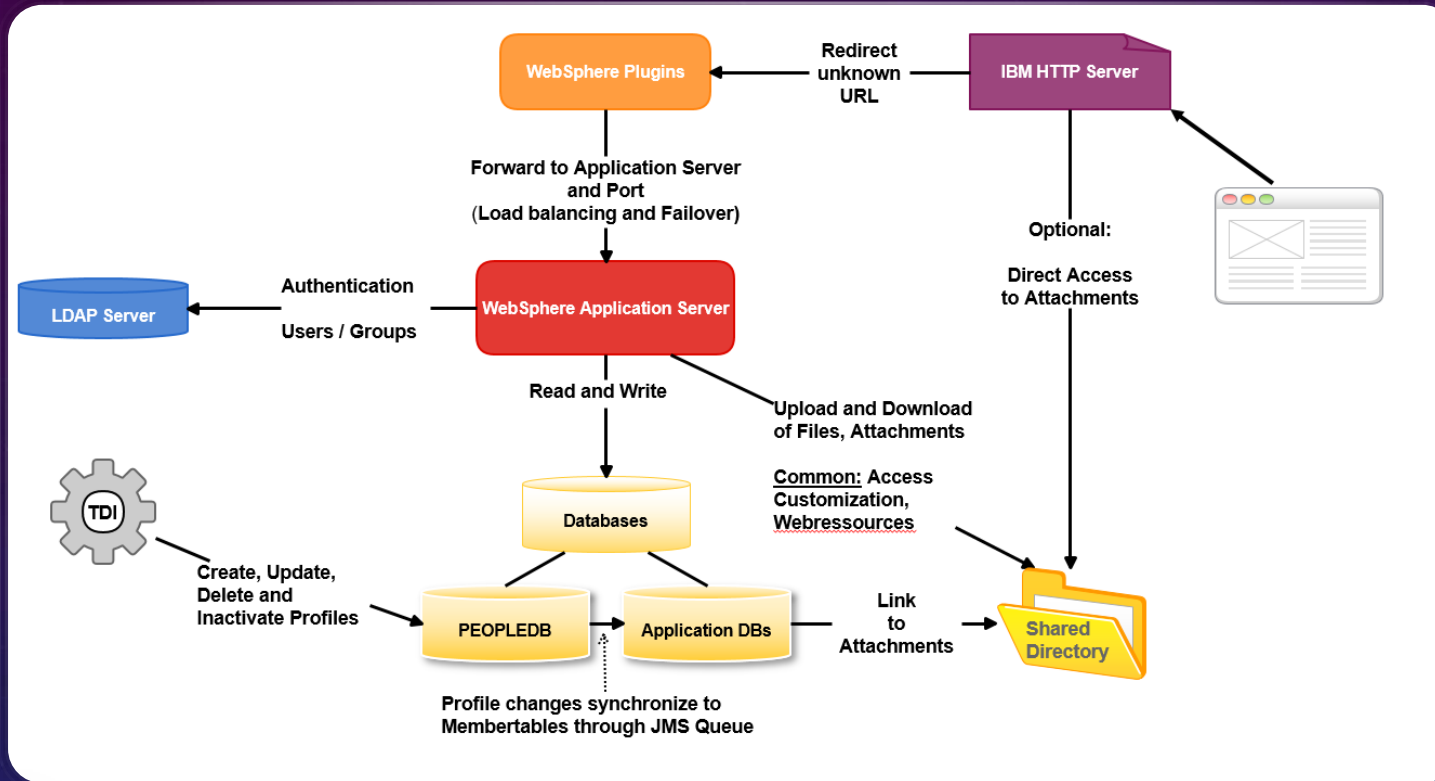 Redirect
unknown
URL
WebSphere Plugins
IBM HTTP Server
Forward to Application Server
and Port
(Load balancing and Failover)
Optional:
Direct Access
to Attachments
Authentication
Users / Groups
LDAP Server
WebSphere Application Server
Read and Write
Upload and Download
of Files, Attachments
Common: Access
Customization,
Webressources
TDI
Databases
Create, Update,
Delete and
Inactivate Profiles
PEOPLEDB
Application DBs
Link
to
Attachments
Shared
Directory
Profile changes synchronize to
Membertables through JMS Queue